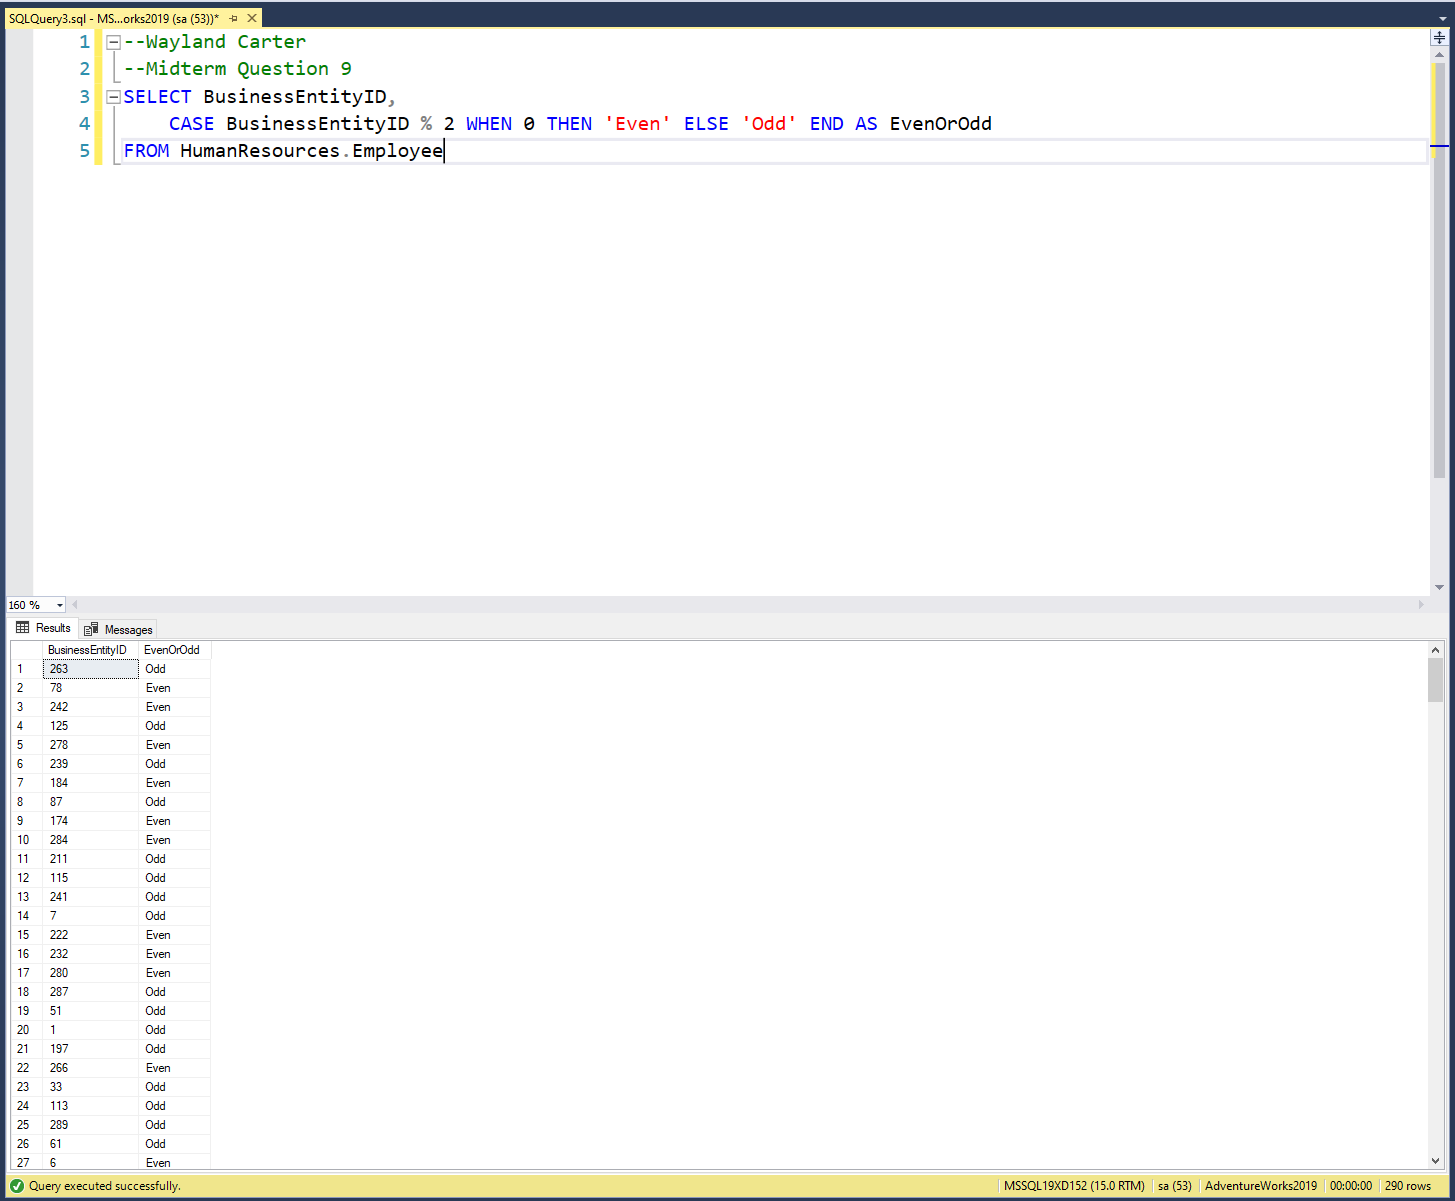 SQLQuery3.sql - MS...orks2019 (sa (53))*
1 --Wayland Carter
2 --Midterm Question 9
3 SELECT BusinessEntityID,
4 CASE BusinessEntityID % 2 WHEN 0 THEN 'Even' ELSE 'Odd' END AS EvenOrOdd
5 FROM HumanResources.Employee
160 %
Results Messages
BusinessEntityID EvenOrOdd
1 263 Odd
2 78 Even
3 242 Even
4 125 Odd
5 278 Even
6 239 Odd
7 184 Even
8 87 Odd
9 174 Even
10 284 Even
11 211 Odd
12 115 Odd
13 241 Odd
14 7 Odd
15 222 Even
16 232 Even
17 280 Even
18 287 Odd
19 51 Odd
20 1 Odd
21 197 Odd
22 266 Even
23 33 Odd
24 113 Odd
25 289 Odd
26 61 Odd
27 6 Even
Query executed successfully. MSSQL19XD152 (15.0 RTM) sa (53) AdventureWorks2019 00:00:00 290 rows